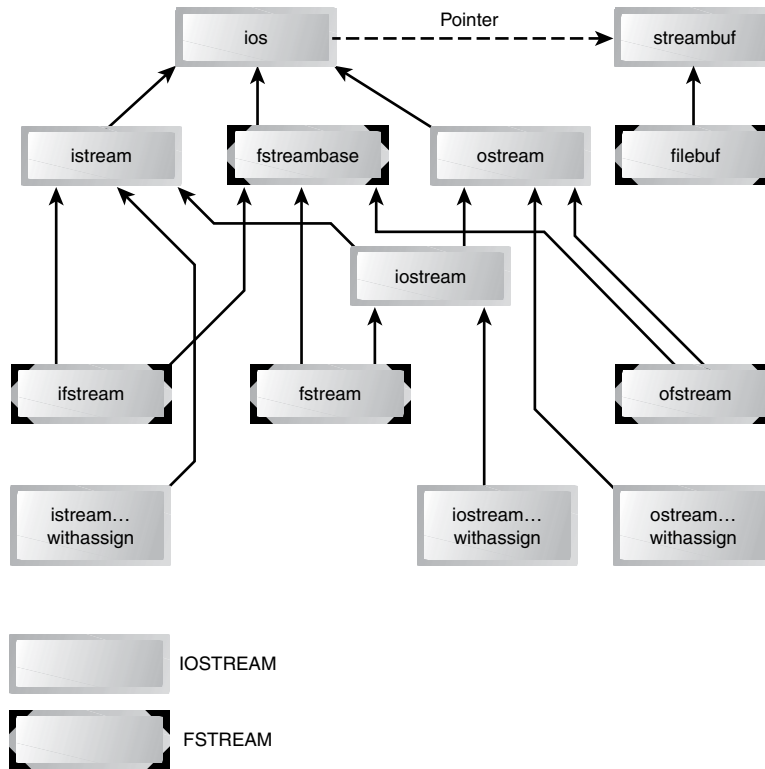 Pointer
ios
streambuf
istream
fstreambase
ostream
filebuf
iostream
ifstream
fstream
ofstream
istream…
withassign
iostream…
withassign
ostream…
withassign
IOSTREAM
FSTREAM